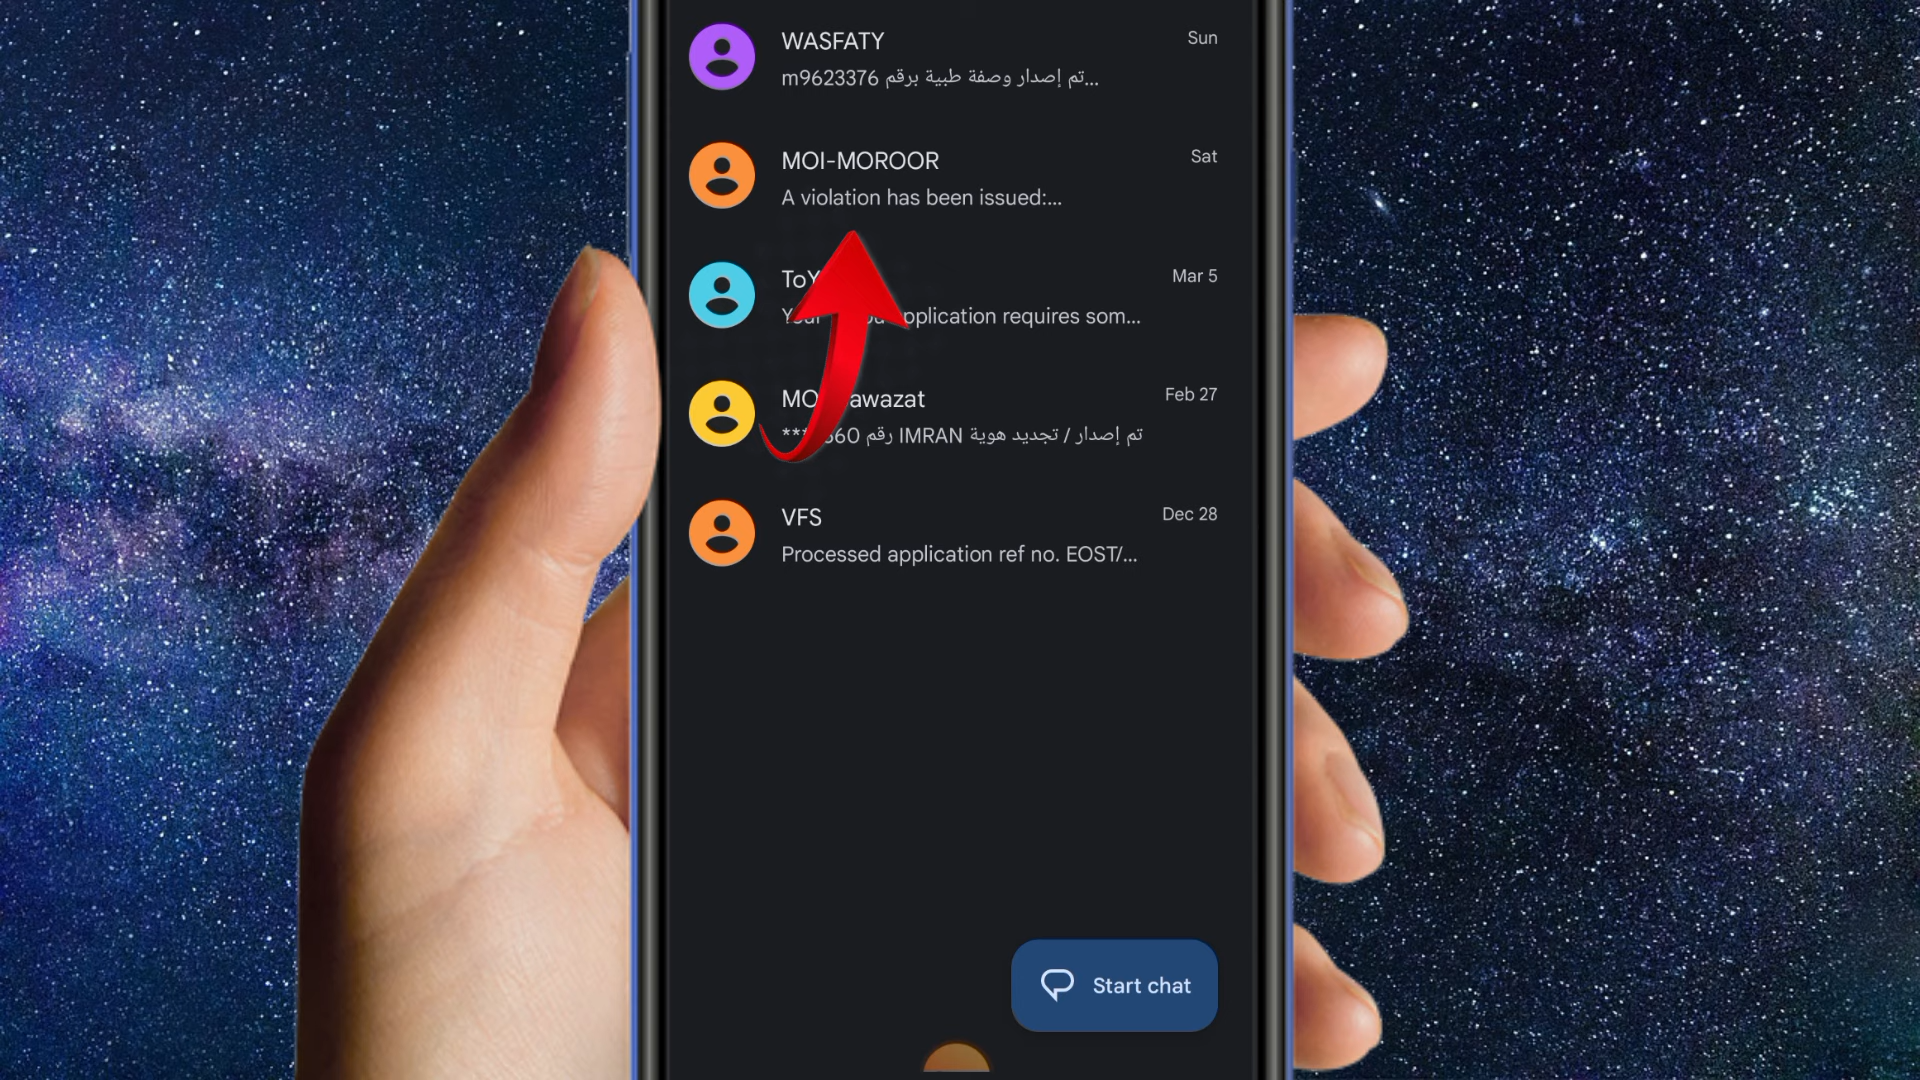 WASFATY
Sun
تم إصدار وصفة طبية برقم m9623376...
MOI-MOROOR
Sat
A violation has been issued:...
ToY
Mar 5
application requires som...
awazat
Feb 27
تم إصدار / تجديد هوية IMRAN رقم
VFS
Dec 28
Processed application ref no. EOST/...
Start chat